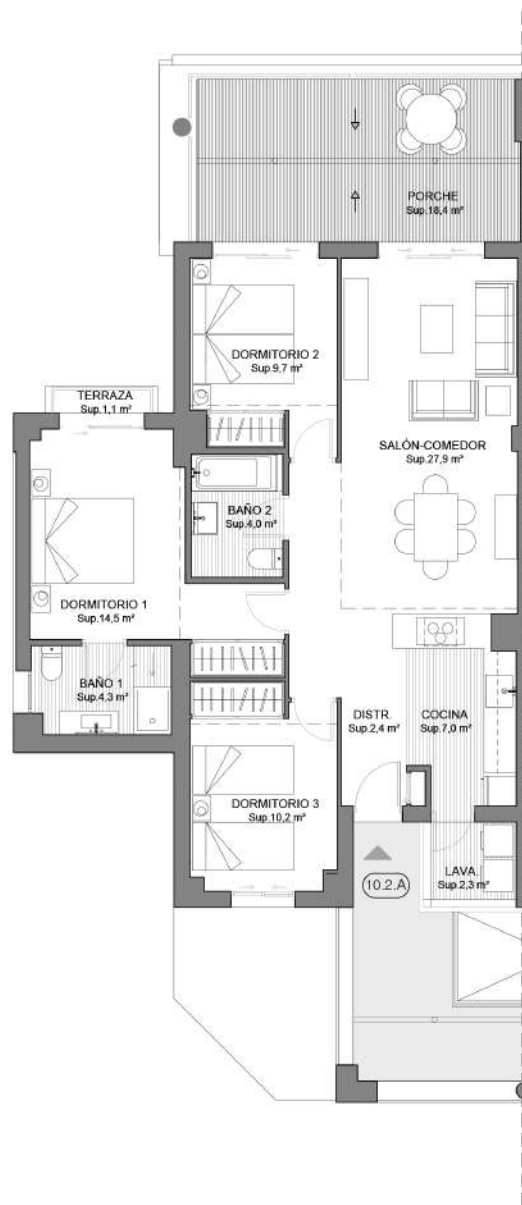 PORCHE
Sup.18,4 m²
DORMITORIO 2
Sup.9,7 m²
TERRAZA
Sup.1,1 m²
SALÓN-COMEDOR
Sup.27,9 m²
BAÑO 2
Sup.4,0 m²
DORMITORIO 1
Sup.14,5 m²
BAÑO 1
Sup.4,3 m²
DISTR.
Sup.2,4 m²
COCINA
Sup.7,0 m²
DORMITORIO 3
Sup.10,2 m²
LAVA.
Sup.2,3 m²
10.2.A